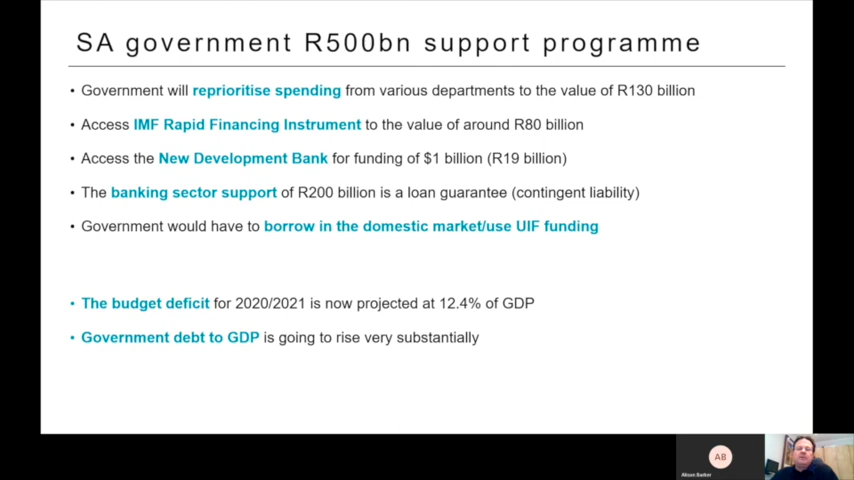 SA government R500bn support programme
• Government will reprioritise spending from various departments to the value of R130 billion
• Access IMF Rapid Financing Instrument to the value of around R80 billion
• Access the New Development Bank for funding of $1 billion (R19 billion)
• The banking sector support of R200 billion is a loan guarantee (contingent liability)
• Government would have to borrow in the domestic market/use UIF funding
• The budget deficit for 2020/2021 is now projected at 12.4% of GDP
• Government debt to GDP is going to rise very substantially
AB
Alison Barker